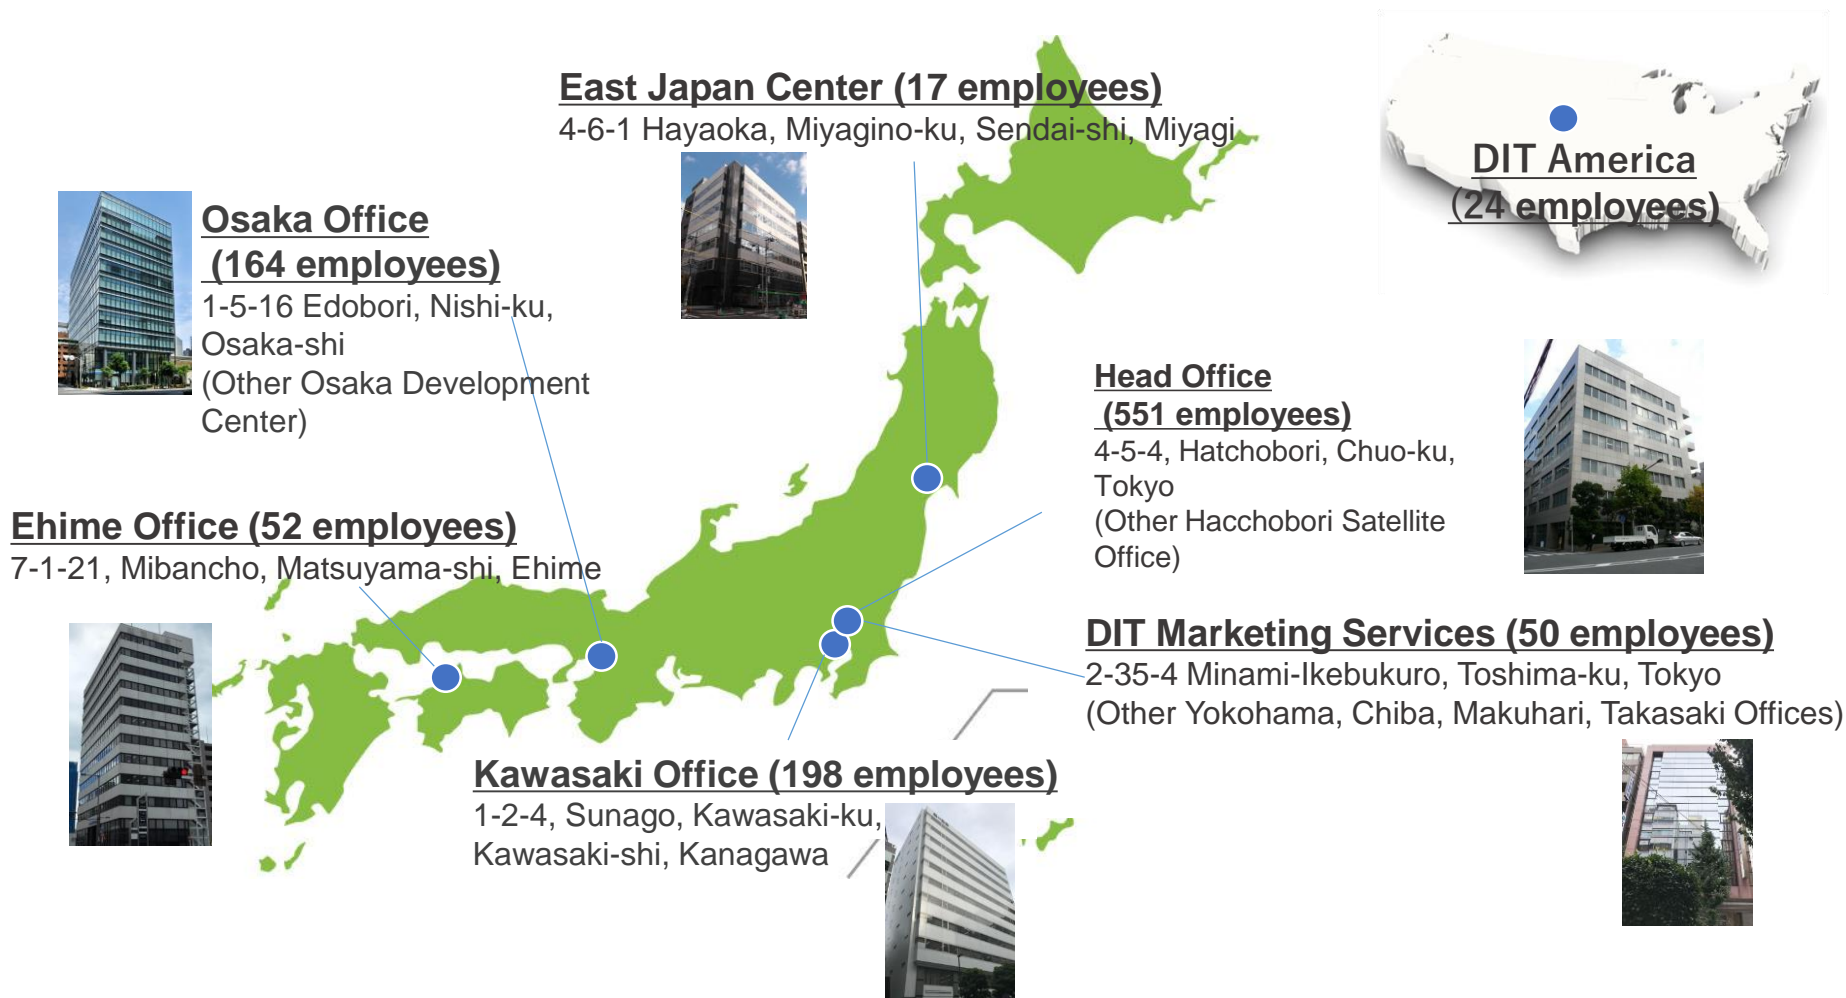 East Japan Center (17 employees)
4-6-1 Hayaoka, Miyagino-ku, Sendai-shi, Miyagi
DIT America
(24 employees)
Osaka Office
(164 employees)
1-5-16 Edobori, Nishi-ku,
Osaka-shi
(Other Osaka Development
Center)
Head Office
(551 employees)
4-5-4, Hatchobori, Chuo-ku,
Tokyo
(Other Hacchobori Satellite
Office)
Ehime Office (52 employees)
7-1-21, Mibancho, Matsuyama-shi, Ehime
DIT Marketing Services (50 employees)
2-35-4 Minami-Ikebukuro, Toshima-ku, Tokyo
(Other Yokohama, Chiba, Makuhari, Takasaki Offices)
Kawasaki Office (198 employees)
1-2-4, Sunago, Kawasaki-ku,
Kawasaki-shi, Kanagawa